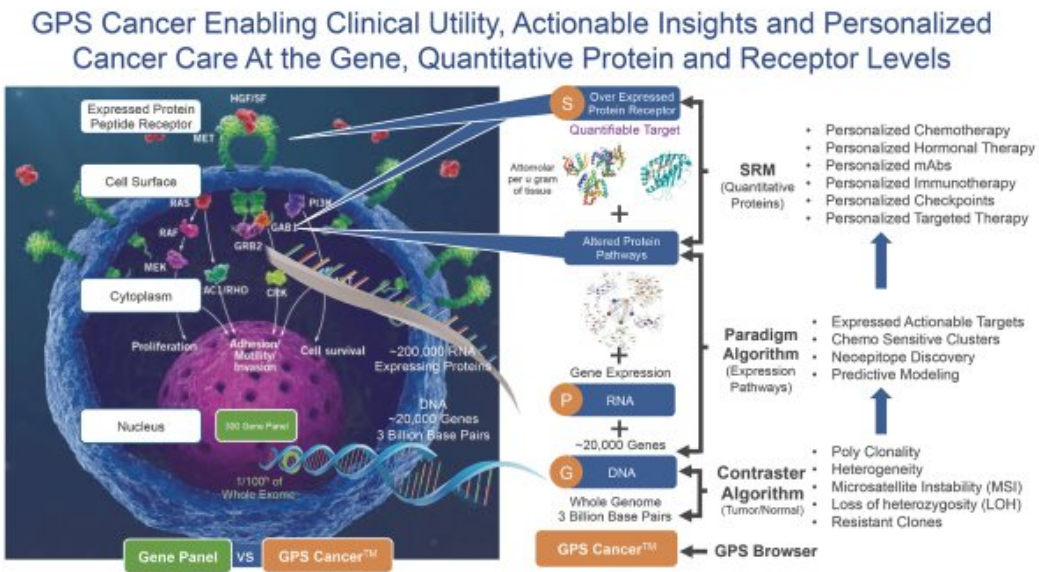 GPS Cancer Enabling Clinical Utility, Actionable Insights and Personalized
Cancer Care At the Gene, Quantitative Protein and Receptor Levels
Expressed Protein
Peptide Receptor
HGF/SF
MET
Cell Surface
RAS
PI3K
RAF
GAB1
GRB2
MEK
Cytoplasm
AC1/RHO
CRK
Proliferation
Adhesion/
Motility/
Invasion
Cell survival
~200,000 RNA
Expressing Proteins
DNA
~20,000 Genes
3 Billion Base Pairs
Nucleus
300 Gene Panel
1/100th of
Whole Exome
Gene Panel VS GPS Cancer™
S Over Expressed
Protein Receptor
Quantifiable Target
Attomolar
per u gram
of tissue
+
Altered Protein
Pathways
+
Gene Expression
P RNA
+
~20,000 Genes
G DNA
Whole Genome
3 Billion Base Pairs
GPS Cancer™
SRM
(Quantitative
Proteins)
Paradigm
Algorithm
(Expression
Pathways)
Contraster
Algorithm
(Tumor/Normal)
GPS Browser
• Personalized Chemotherapy
• Personalized Hormonal Therapy
• Personalized mAbs
• Personalized Immunotherapy
• Personalized Checkpoints
• Personalized Targeted Therapy
• Expressed Actionable Targets
• Chemo Sensitive Clusters
• Neoepitope Discovery
• Predictive Modeling
• Poly Clonality
• Heterogeneity
• Microsatellite Instability (MSI)
• Loss of heterozygosity (LOH)
• Resistant Clones